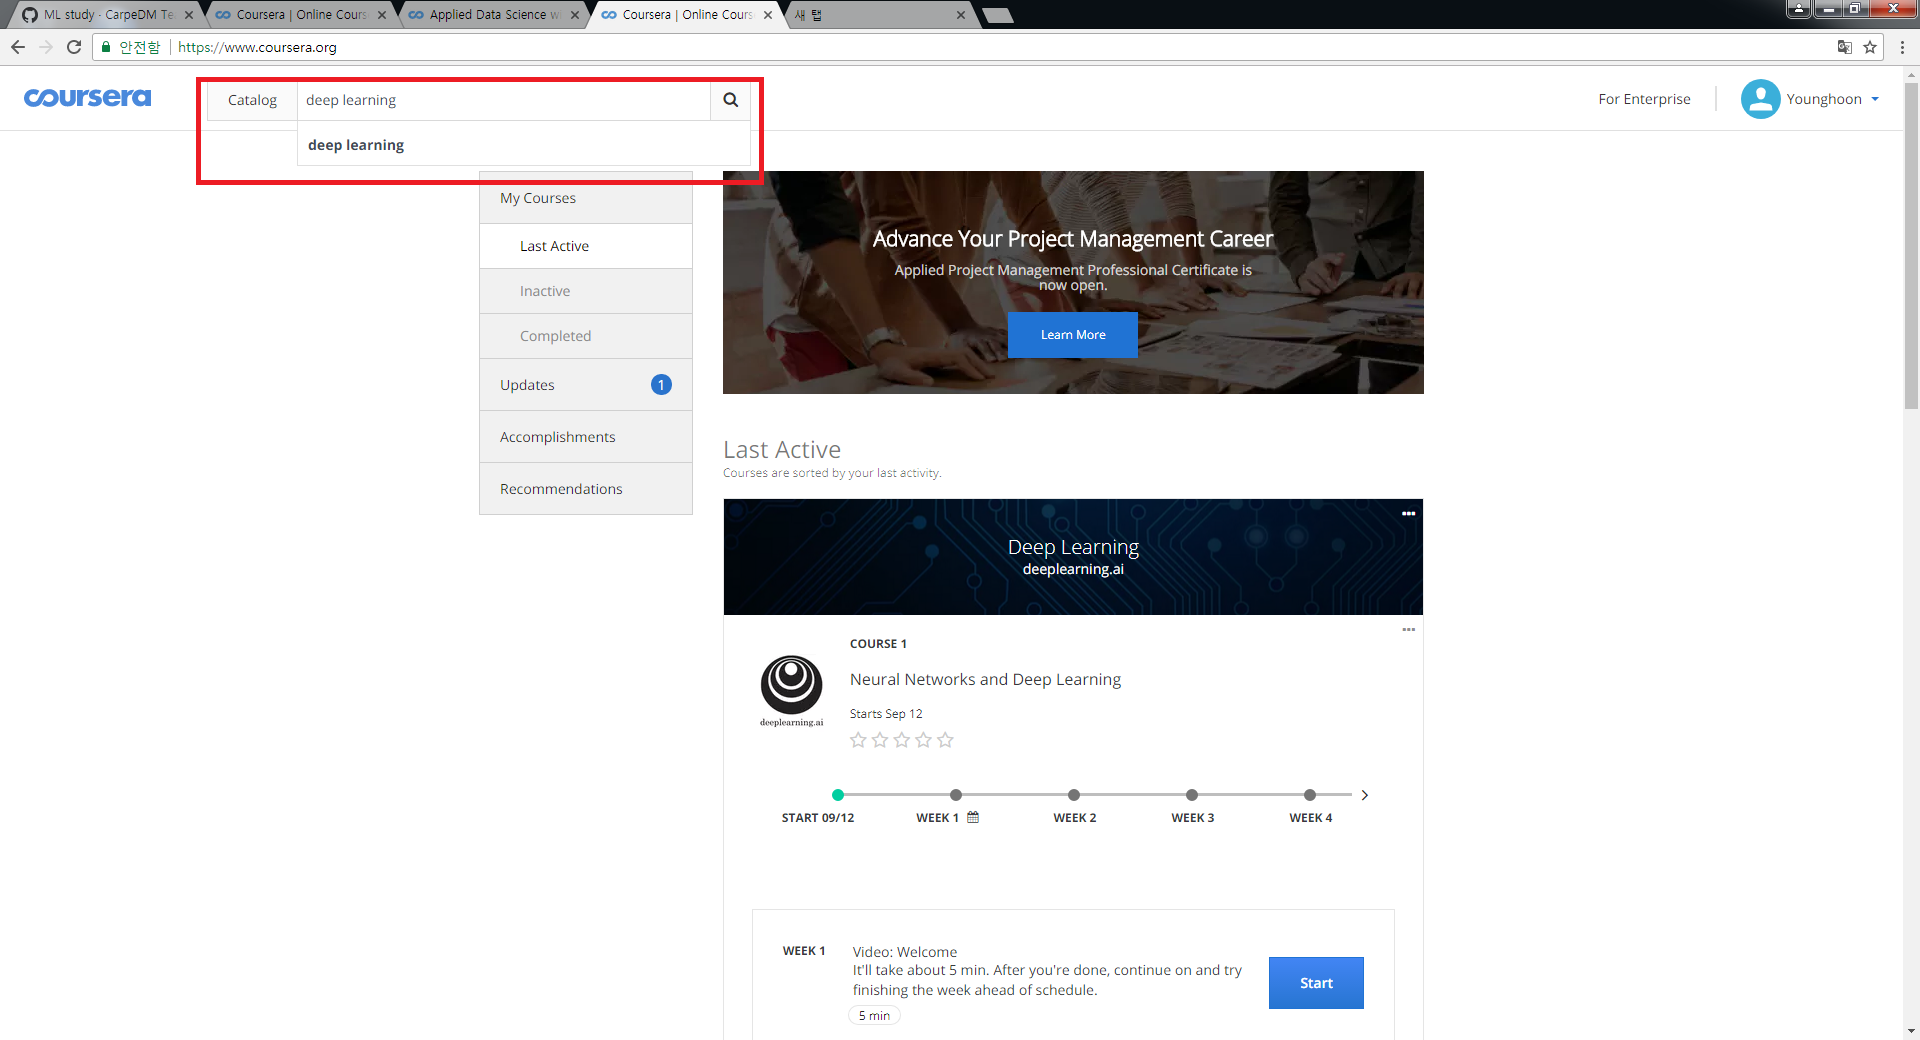 ML study - CarpeDM Te
Coursera | Online Cours
Applied Data Science wi
Coursera | Online Cours
새 탭
안전함 https://www.coursera.org
coursera
Catalog
deep learning
For Enterprise
Younghoon
deep learning
My Courses
Last Active
Inactive
Completed
Updates 1
Accomplishments
Recommendations
Advance Your Project Management Career
Applied Project Management Professional Certificate is
now open.
Learn More
Last Active
Courses are sorted by your last activity.
Deep Learning
deeplearning.ai
COURSE 1
Neural Networks and Deep Learning
Starts Sep 12
deeplearning.ai
START 09/12 WEEK 1 WEEK 2 WEEK 3 WEEK 4
WEEK 1
Video: Welcome
It'll take about 5 min. After you're done, continue on and try
finishing the week ahead of schedule.
5 min
Start